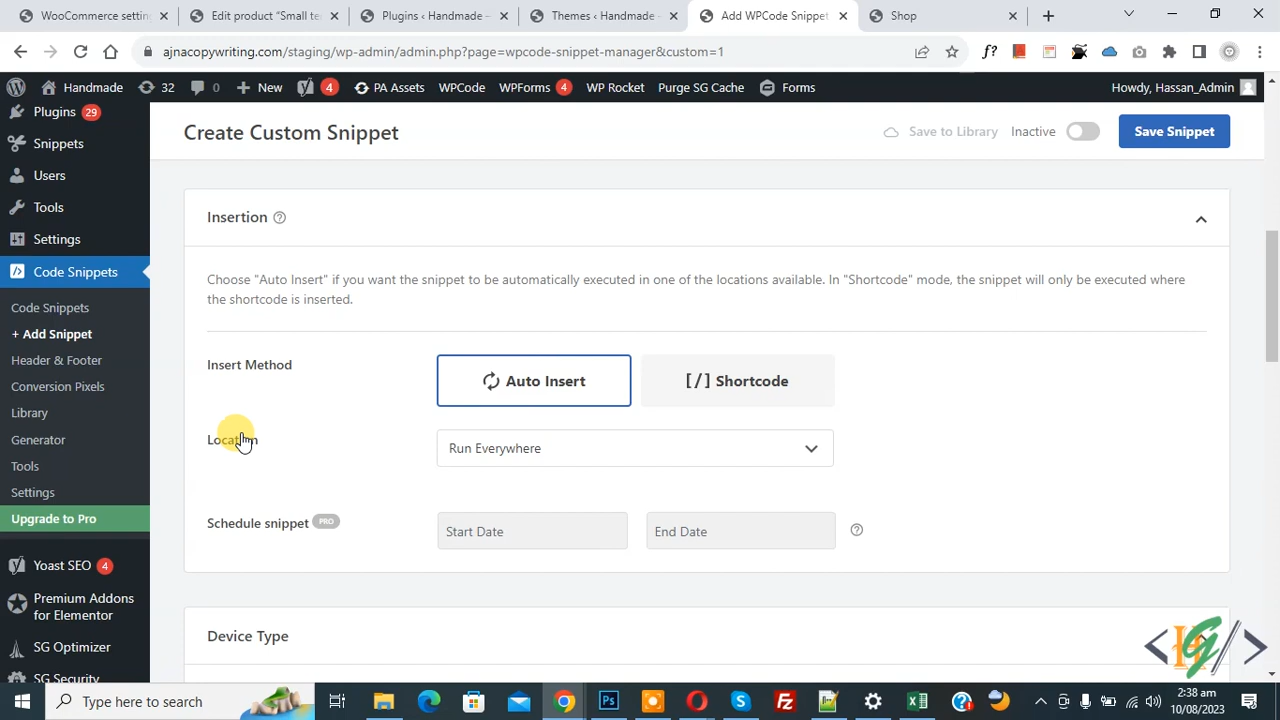 WooCommerce settin
Edit product “Small te
Plugins ‹ Handmade —
Themes ‹ Handmade -
Add WPCode Snippet
Shop
ajnacopywriting.com/staging/wp-admin/admin.php?page=wpcode-snippet-manager&custom=1
f?
Handmade
32
0
New
4
PA Assets
WPCode
WPForms 4
WP Rocket
Purge SG Cache
Forms
Howdy, Hassan_Admin
Plugins 29
Snippets
Users
Tools
Settings
Code Snippets
Code Snippets
+ Add Snippet
Header & Footer
Conversion Pixels
Library
Generator
Tools
Settings
Upgrade to Pro
Yoast SEO 4
Premium Addons
for Elementor
SG Optimizer
SG Security
Create Custom Snippet
Save to Library
Inactive
Save Snippet
Insertion
Choose "Auto Insert" if you want the snippet to be automatically executed in one of the locations available. In "Shortcode" mode, the snippet will only be executed where
the shortcode is inserted.
Insert Method
Auto Insert
[/] Shortcode
Location
Run Everywhere
Schedule snippet PRO
Start Date
End Date
Device Type
<HG/>
Type here to search
2:38 am
10/08/2023